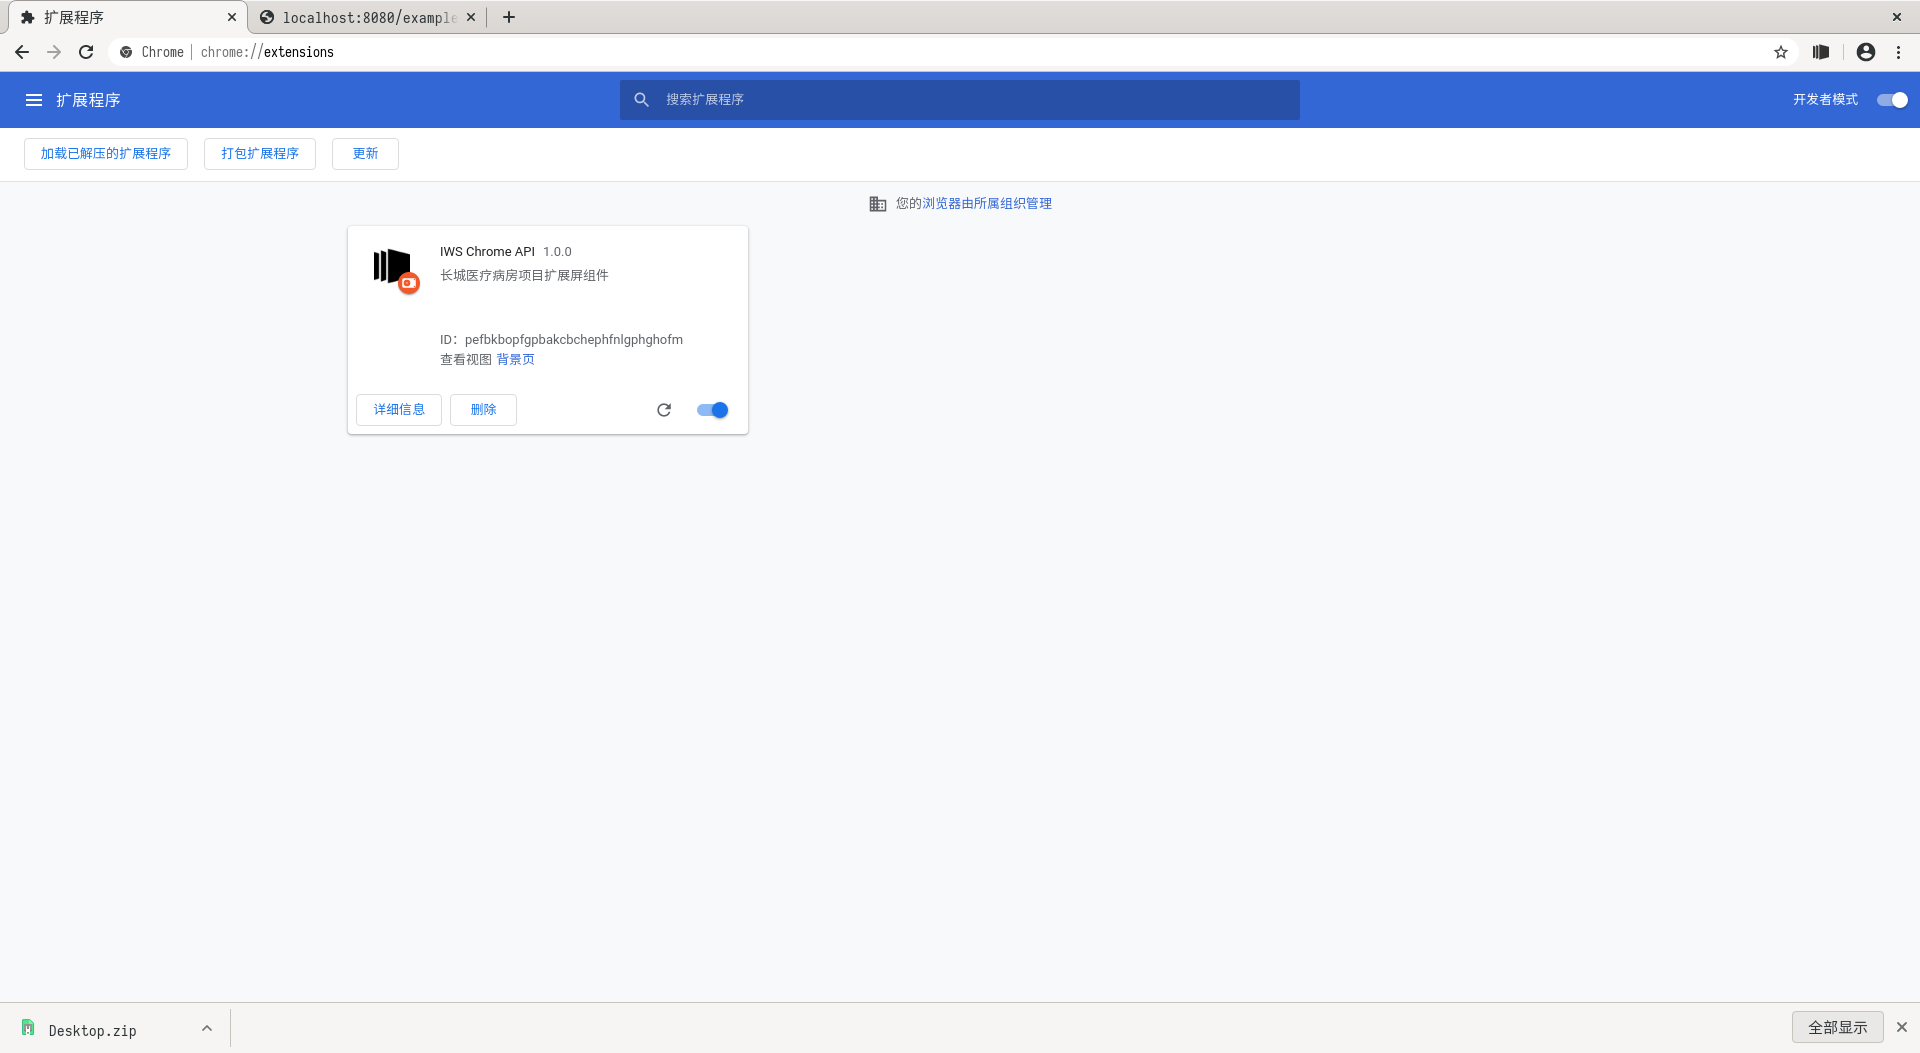 扩展程序
localhost:8080/example
Chrome
chrome://extensions
扩展程序
搜索扩展程序
开发者模式
加载已解压的扩展程序
打包扩展程序
更新
您的浏览器由所属组织管理
IWS Chrome API 1.0.0
长城医疗病房项目扩展屏组件
ID：pefbkbopfgpbakcbchephfnlgphghofm
查看视图 背景页
详细信息
删除
Desktop.zip
全部显示